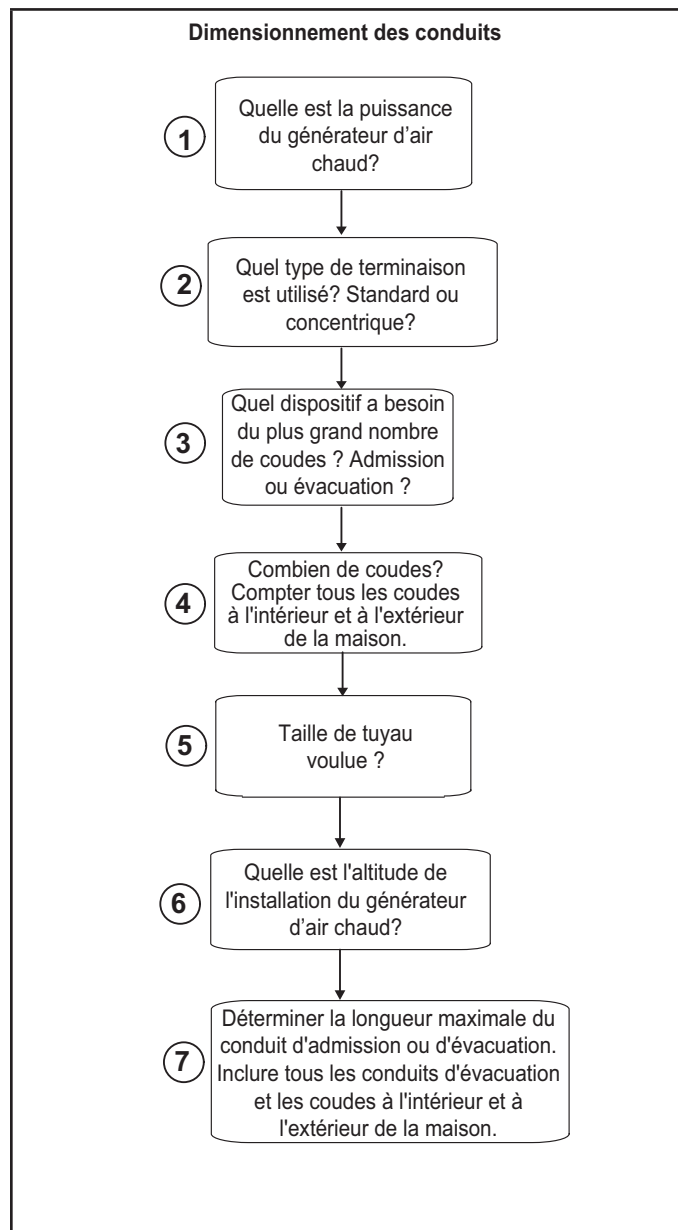 Dimensionnement des conduits
1
Quelle est la puissance
du générateur d’air
chaud?
2
Quel type de terminaison
est utilisé? Standard ou
concentrique?
3
Quel dispositif a besoin
du plus grand nombre
de coudes ? Admission
ou évacuation ?
4
Combien de coudes?
Compter tous les coudes
à l'intérieur et à l'extérieur
de la maison.
5
Taille de tuyau
voulue ?
6
Quelle est l'altitude de
l'installation du générateur
d’air chaud?
7
Déterminer la longueur maximale du
conduit d'admission ou d'évacuation.
Inclure tous les conduits d'évacuation
et les coudes à l'intérieur et à
l'extérieur de la maison.